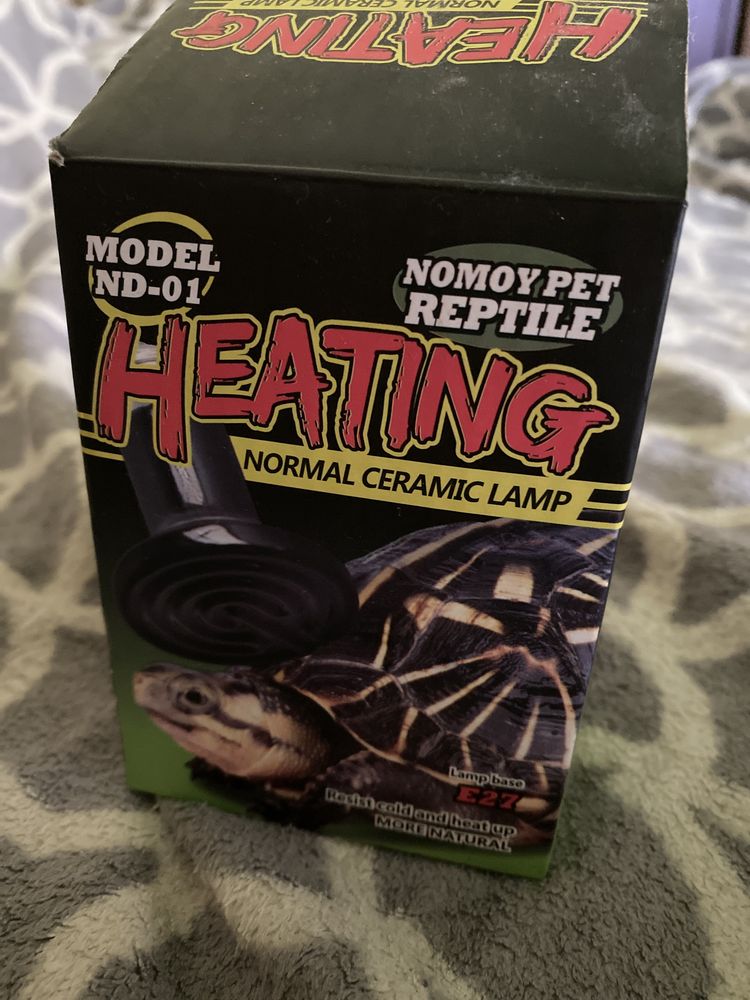 NORMAL CERAMIC LAMP
HEATING
MODEL
ND-01
NOMOY PET
REPTILE
HEATING
NORMAL CERAMIC LAMP
Lamp base
E27
Resist cold and heat up
MORE NATURAL